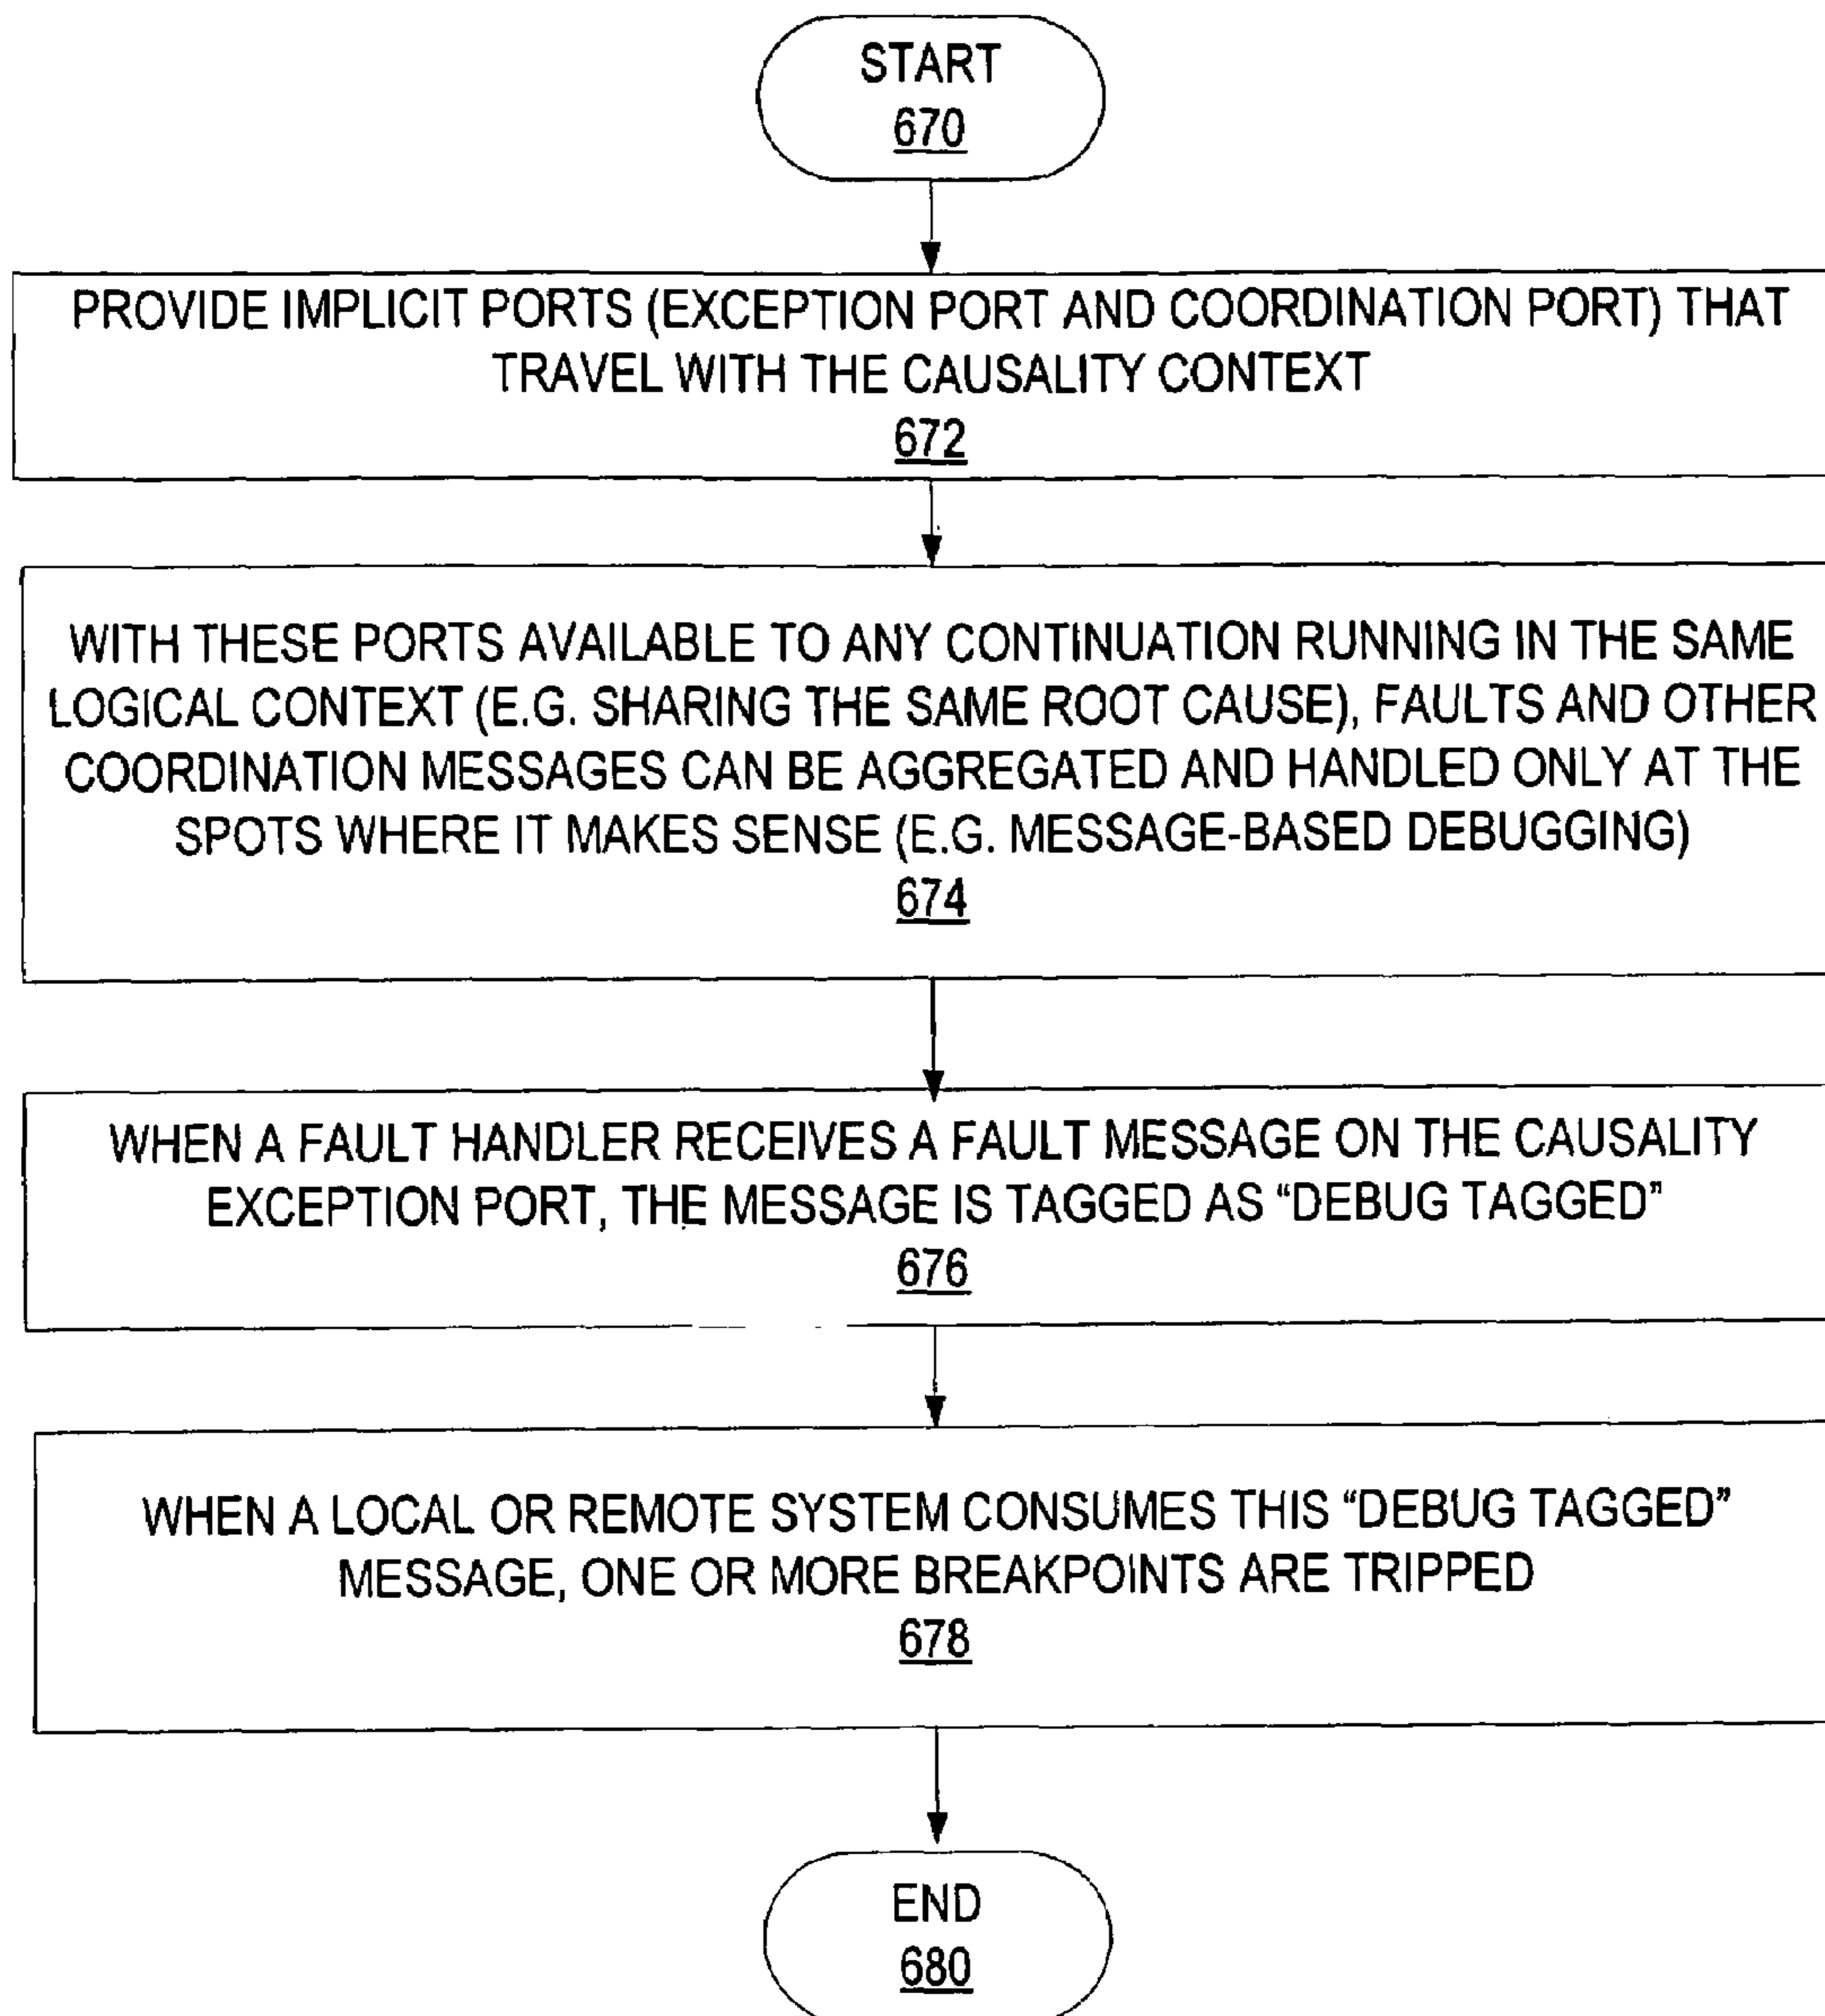 START
670
PROVIDE IMPLICIT PORTS (EXCEPTION PORT AND COORDINATION PORT) THAT
TRAVEL WITH THE CAUSALITY CONTEXT
672
WITH THESE PORTS AVAILABLE TO ANY CONTINUATION RUNNING IN THE SAME
LOGICAL CONTEXT (E.G. SHARING THE SAME ROOT CAUSE), FAULTS AND OTHER
COORDINATION MESSAGES CAN BE AGGREGATED AND HANDLED ONLY AT THE
SPOTS WHERE IT MAKES SENSE (E.G. MESSAGE-BASED DEBUGGING)
674
WHEN A FAULT HANDLER RECEIVES A FAULT MESSAGE ON THE CAUSALITY
EXCEPTION PORT, THE MESSAGE IS TAGGED AS “DEBUG TAGGED”
676
WHEN A LOCAL OR REMOTE SYSTEM CONSUMES THIS “DEBUG TAGGED”
MESSAGE, ONE OR MORE BREAKPOINTS ARE TRIPPED
678
END
680